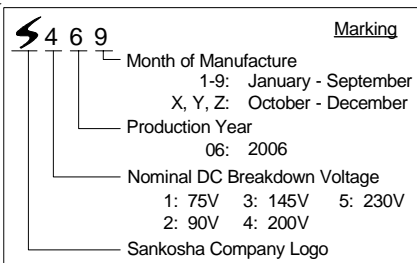 Marking
4 6 9
Month of Manufacture
1-9: January - September
X, Y, Z: October - December
Production Year
06: 2006
Nominal DC Breakdown Voltage
1: 75V 3: 145V 5: 230V
2: 90V 4: 200V
Sankosha Company Logo